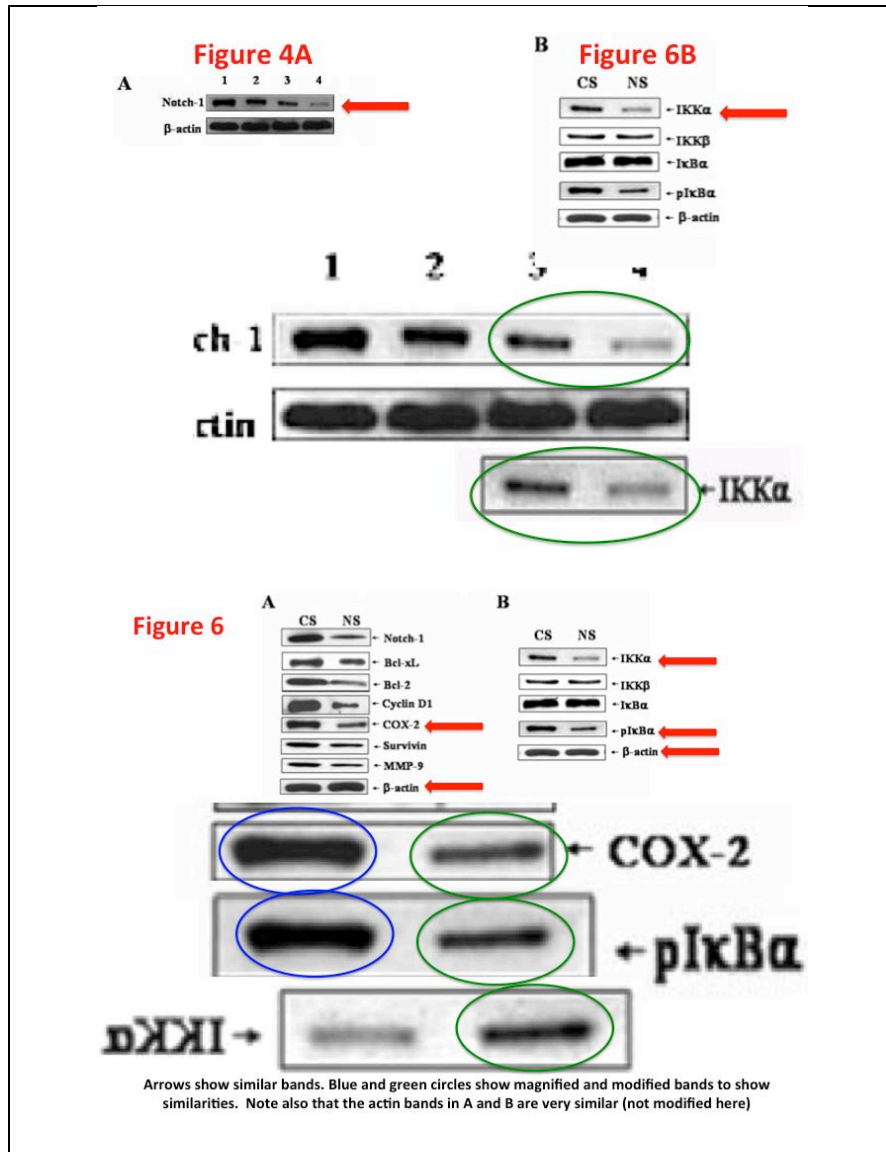 Figure 4A
A
1 2 3 4
Notch-1
β-actin
B
Figure 6B
CS NS
←IKKα
←IKKβ
←IκBα
←pIκBα
←β-actin
1 2 3 4
ch-1
ctin
←IKKα
Figure 6
A
CS NS
←Notch-1
←Bcl-xL
←Bcl-2
←Cyclin D1
←COX-2
←Survivin
←MMP-9
←β-actin
B
CS NS
←IKKα
←IKKβ
←IκBα
←pIκBα
←β-actin
←COX-2
←pIκBα
IKKα→
Arrows show similar bands. Blue and green circles show magnified and modified bands to show
similarities. Note also that the actin bands in A and B are very similar (not modified here)